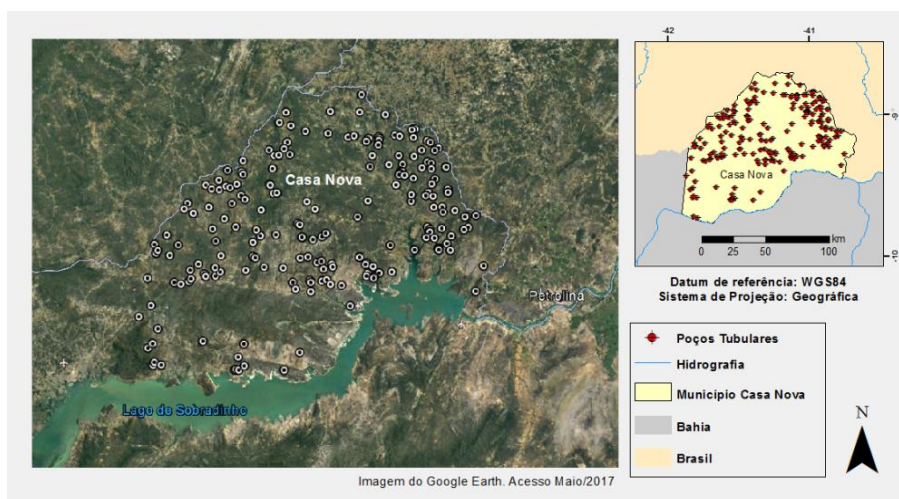 Casa Nova
Petrolina
Lago de Sobradinho
Imagem do Google Earth. Acesso Maio/2017
-42
-41
-9
Casa Nova
km
0
25
50
100
-10
Datum de referência: WGS84
Sistema de Projeção: Geográfica
Poços Tubulares
Hidrografia
Município Casa Nova
Bahia
Brasil
N